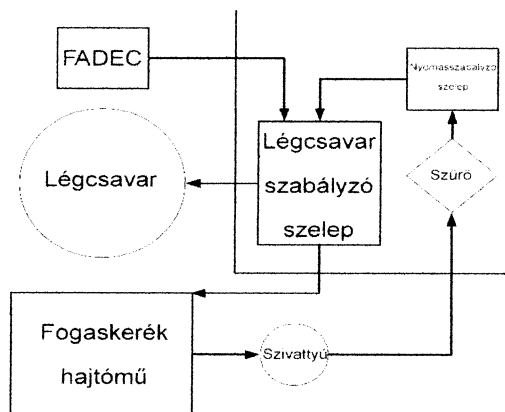 FADEC
Nyomásszabályzó
szelep
Légcsavar
Légcsavar
szabályzó
szelep
Szűrő
Fogaskerék
hajtómű
Szivattyú